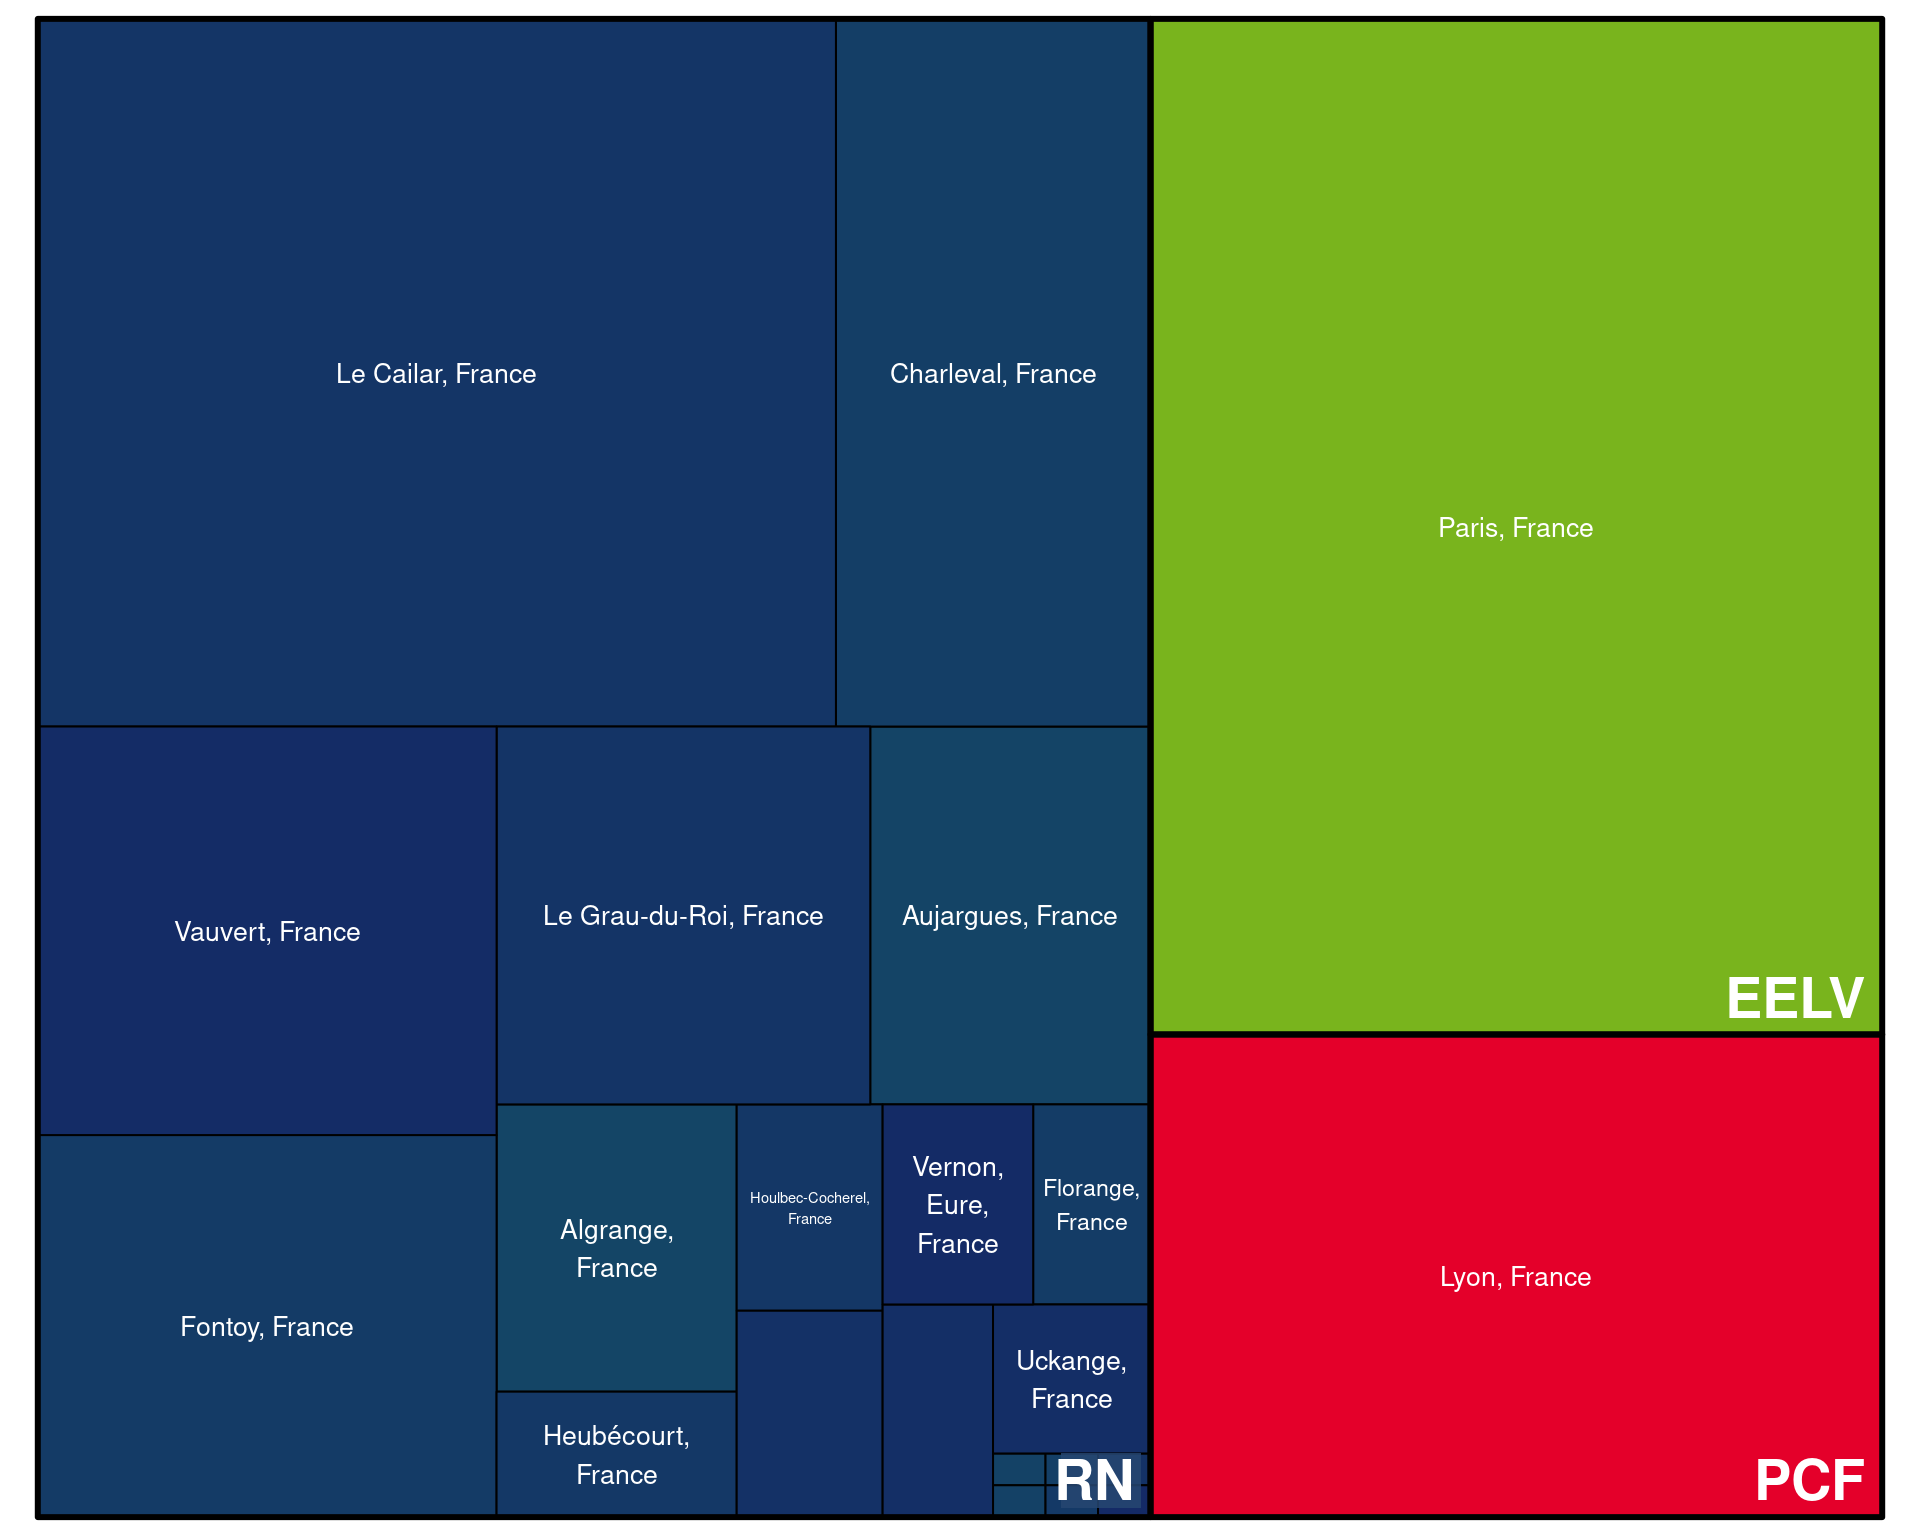 Le Cailar, France
Charleval, France
Paris, France
EELV
Vauvert, France
Le Grau-du-Roi, France
Aujargues, France
Fontoy, France
Algrange,
France
Houlbec-Cocherel,
France
Vernon,
Eure,
France
Florange,
France
Heubécourt,
France
Uckange,
France
RN
Lyon, France
PCF